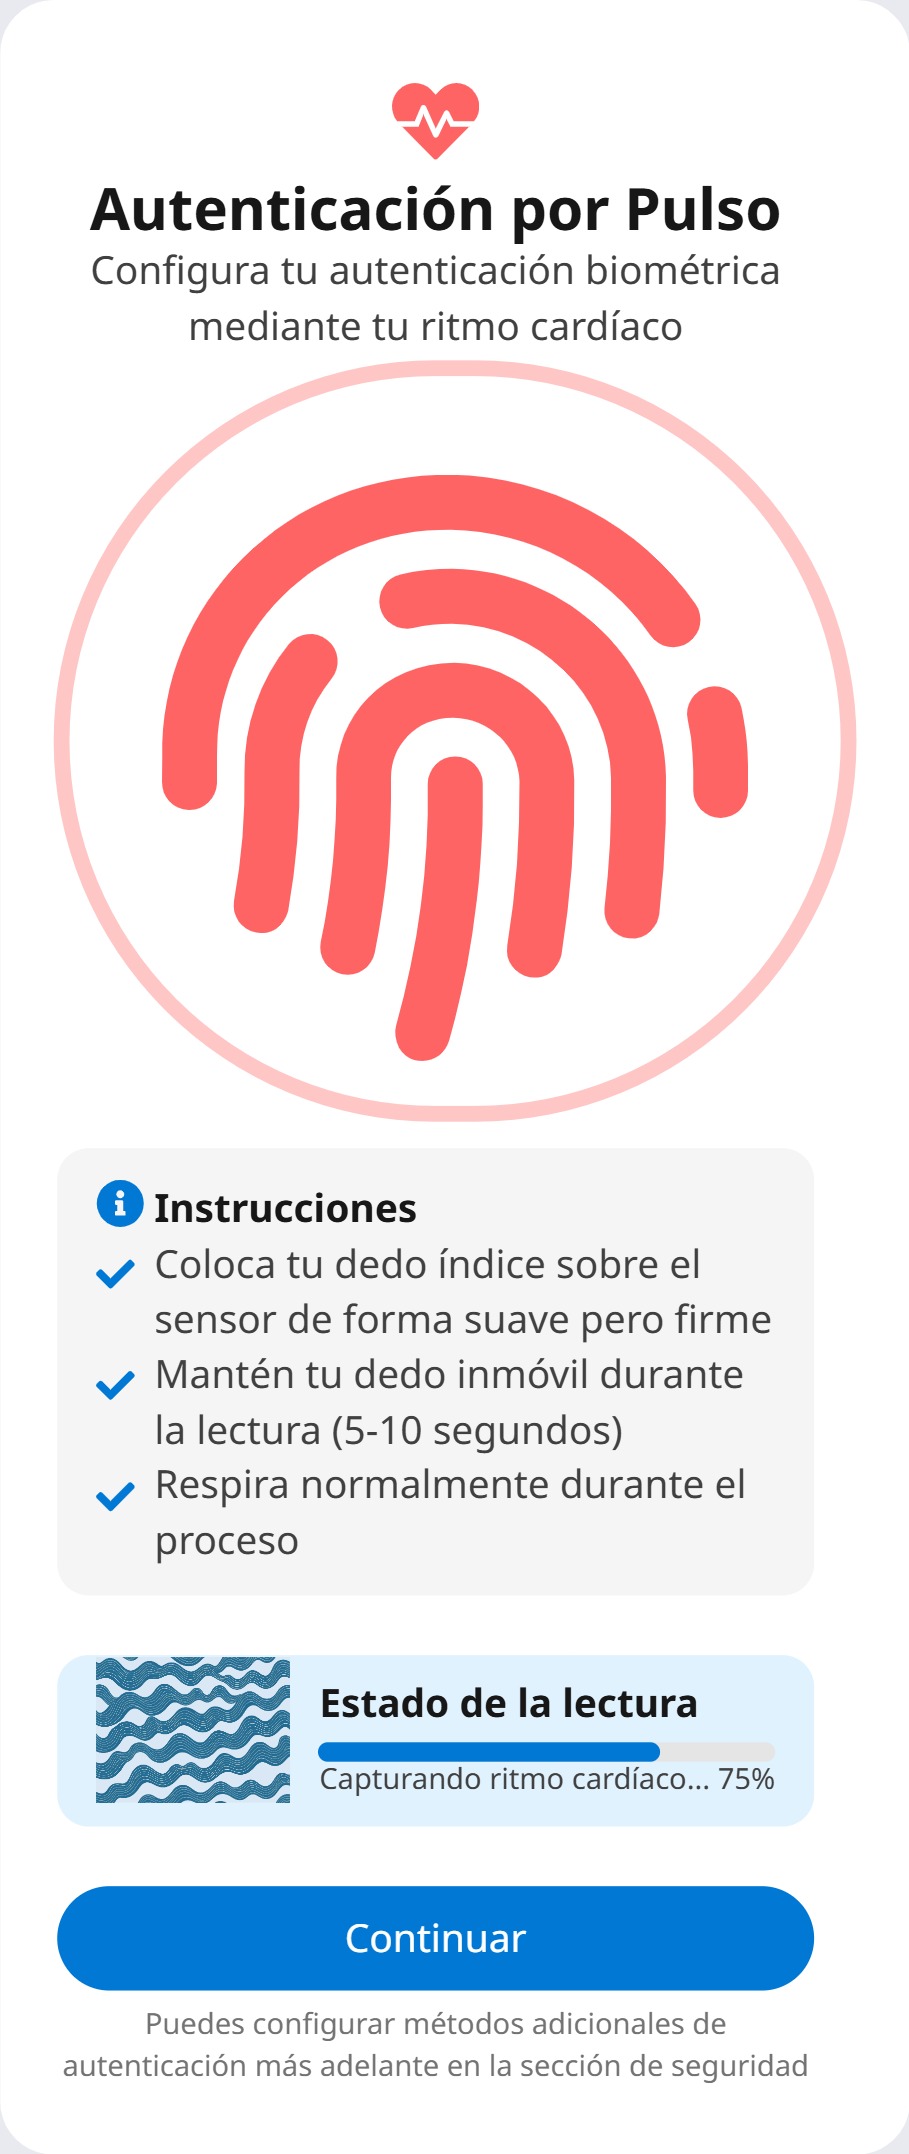 Autenticación por Pulso
Configura tu autenticación biométrica
mediante tu ritmo cardíaco
Instrucciones
Coloca tu dedo índice sobre el
sensor de forma suave pero firme
Mantén tu dedo inmóvil durante
la lectura (5-10 segundos)
Respira normalmente durante el
proceso
Estado de la lectura
Capturando ritmo cardíaco... 75%
Continuar
Puedes configurar métodos adicionales de
autenticación más adelante en la sección de seguridad